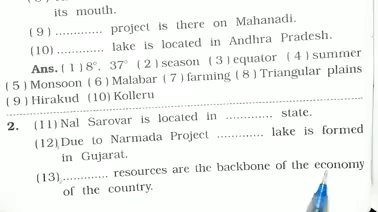 its mouth.
(9) ............. project is there on Mahanadi.
(10) ............. lake is located in Andhra Pradesh.
Ans. (1) 8°, 37° (2) season (3) equator (4) summer
(5) Monsoon (6) Malabar (7) farming (8) Triangular plains
(9) Hirakud (10) Kolleru
2. (11) Nal Sarovar is located in ............. state.
(12) Due to Narmada Project ............. lake is formed
in Gujarat.
(13) ............. resources are the backbone of the economy
of the country.